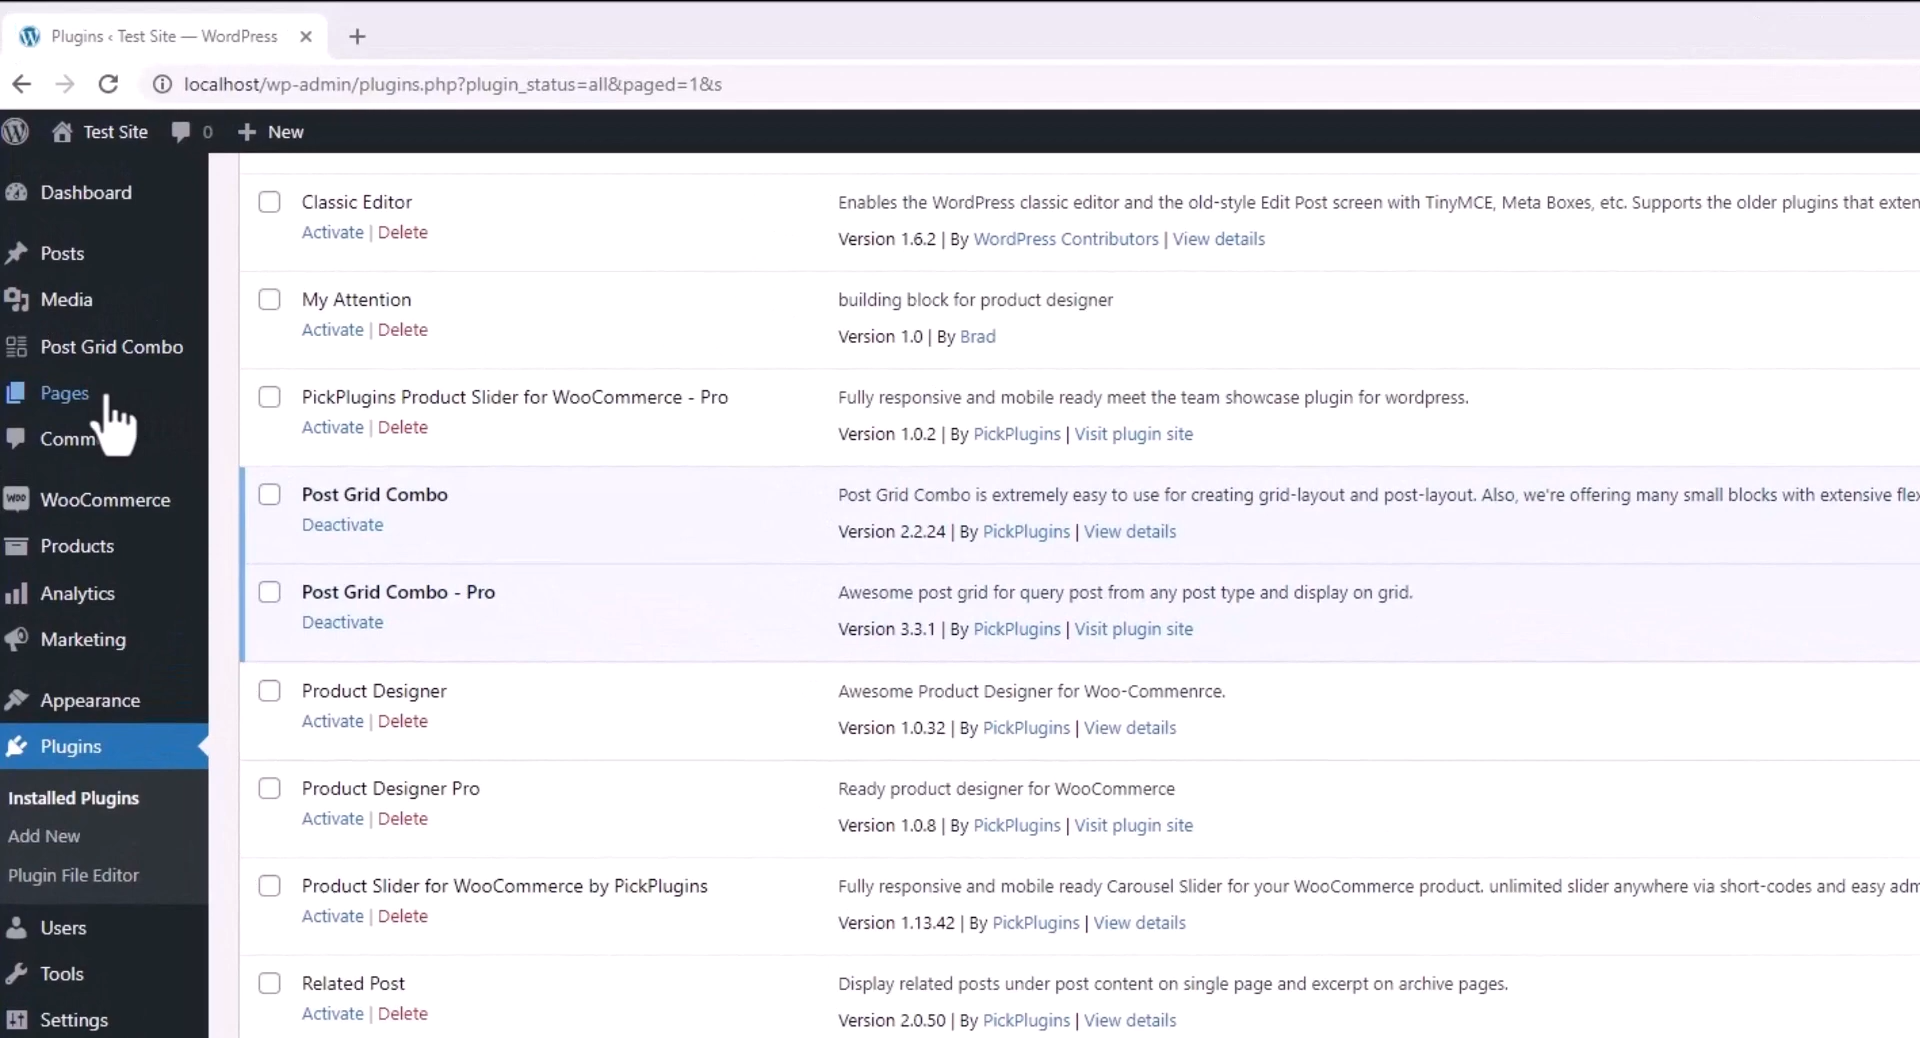 Plugins ‹ Test Site — WordPress
localhost/wp-admin/plugins.php?plugin_status=all&paged=1&s
Test Site 0 New
Dashboard
Posts
Media
Post Grid Combo
Pages
Comm
WooCommerce
Products
Analytics
Marketing
Appearance
Plugins
Installed Plugins
Add New
Plugin File Editor
Users
Tools
Settings
Classic Editor
Activate | Delete
Enables the WordPress classic editor and the old-style Edit Post screen with TinyMCE, Meta Boxes, etc. Supports the older plugins that exten
Version 1.6.2 | By WordPress Contributors | View details
My Attention
Activate | Delete
building block for product designer
Version 1.0 | By Brad
PickPlugins Product Slider for WooCommerce - Pro
Activate | Delete
Fully responsive and mobile ready meet the team showcase plugin for wordpress.
Version 1.0.2 | By PickPlugins | Visit plugin site
Post Grid Combo
Deactivate
Post Grid Combo is extremely easy to use for creating grid-layout and post-layout. Also, we're offering many small blocks with extensive flex
Version 2.2.24 | By PickPlugins | View details
Post Grid Combo - Pro
Deactivate
Awesome post grid for query post from any post type and display on grid.
Version 3.3.1 | By PickPlugins | Visit plugin site
Product Designer
Activate | Delete
Awesome Product Designer for Woo-Commenrce.
Version 1.0.32 | By PickPlugins | View details
Product Designer Pro
Activate | Delete
Ready product designer for WooCommerce
Version 1.0.8 | By PickPlugins | Visit plugin site
Product Slider for WooCommerce by PickPlugins
Activate | Delete
Fully responsive and mobile ready Carousel Slider for your WooCommerce product. unlimited slider anywhere via short-codes and easy adm
Version 1.13.42 | By PickPlugins | View details
Related Post
Activate | Delete
Display related posts under post content on single page and excerpt on archive pages.
Version 2.0.50 | By PickPlugins | View details